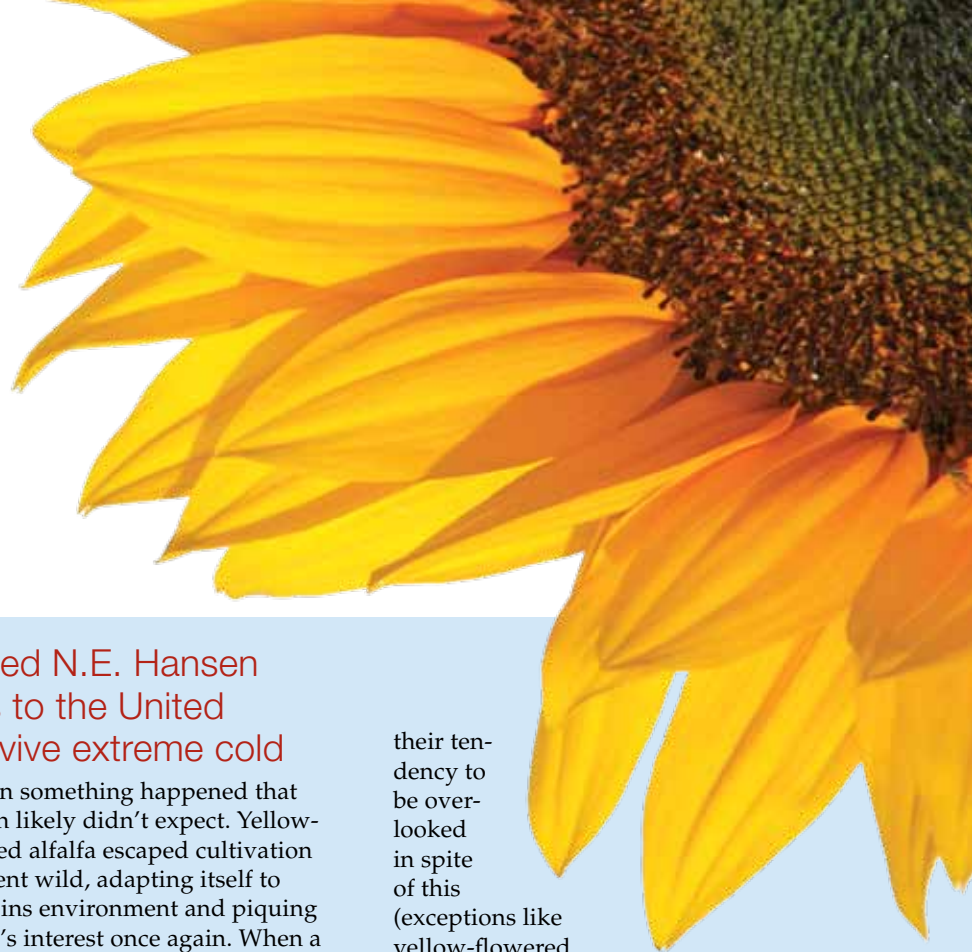 ed N.E. Hansen
to the United
vive extreme cold
n something happened that
n likely didn't expect. Yellow-
ed alfalfa escaped cultivation
ent wild, adapting itself to
ins environment and piquing
's interest once again. When a
their ten-
dency to
be over-
looked
in spite
of this
(exceptions like
yellow-flowered